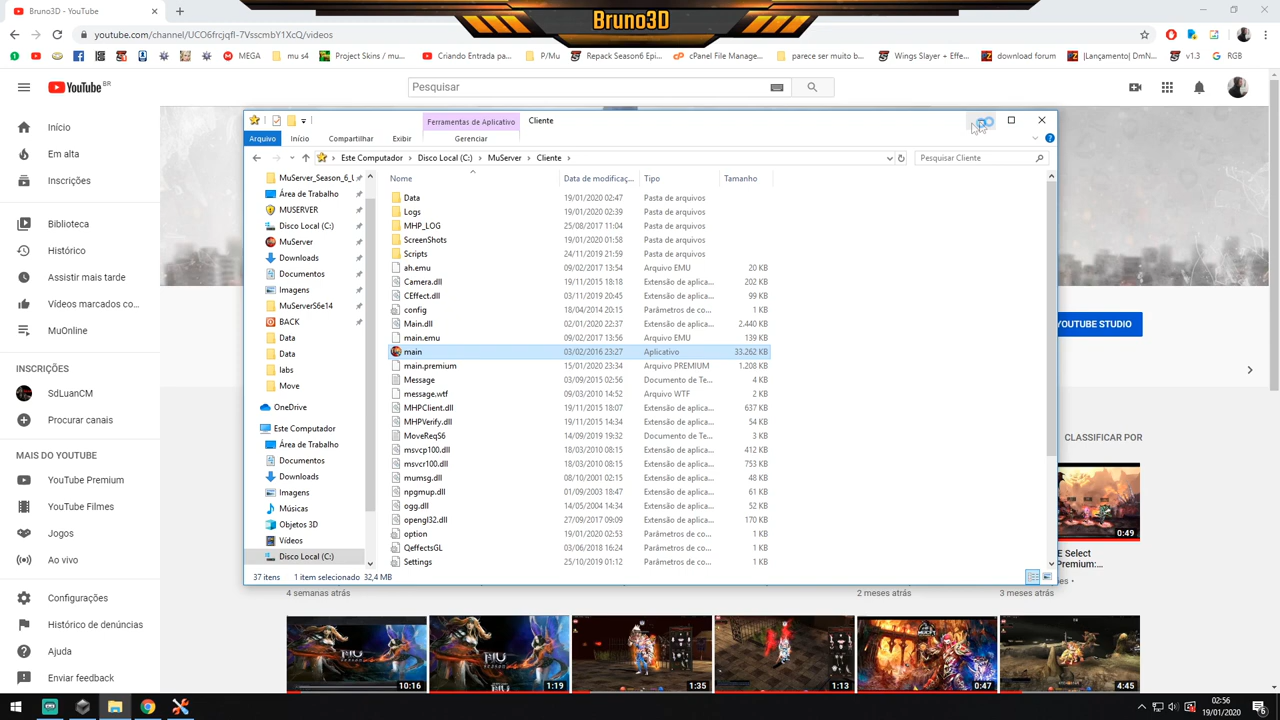 Bruno3D - YouTube
Bruno3D
youtube.com/channel/UCO6frcjqfI-7VsscmbY1XcQ/videos
MEGA
mu s4
Project Skins / mu...
Criando Entrada pa...
P/Mu
Repack Season6 Epi...
cPanel File Manage...
parece ser muito b...
Wings Slayer + Effe...
download forum
[Lançamento] DmN...
v1.3
RGB
YouTube BR
Pesquisar
Início
Em alta
Inscrições
Biblioteca
Histórico
Assistir mais tarde
Vídeos marcados co...
MuOnline
INSCRIÇÕES
SdLuanCM
Procurar canais
MAIS DO YOUTUBE
YouTube Premium
YouTube Filmes
Jogos
Ao vivo
Configurações
Histórico de denúncias
Ajuda
Enviar feedback
Ferramentas de Aplicativo
Cliente
Arquivo
Início
Compartilhar
Exibir
Gerenciar
Este Computador > Disco Local (C:) > MuServer > Cliente >
Pesquisar Cliente
MuServer_Season_6_U
Área de Trabalho
MUSERVER
Disco Local (C:)
MuServer
Downloads
Documentos
Imagens
MuServerS6e14
BACK
Data
Data
labs
Move
OneDrive
Este Computador
Área de Trabalho
Documentos
Downloads
Imagens
Músicas
Objetos 3D
Vídeos
Disco Local (C:)
Nome Data de modificaç... Tipo Tamanho
Data 19/01/2020 02:47 Pasta de arquivos
Logs 19/01/2020 02:39 Pasta de arquivos
MHP_LOG 25/08/2017 11:04 Pasta de arquivos
ScreenShots 19/01/2020 01:58 Pasta de arquivos
Scripts 24/11/2019 21:59 Pasta de arquivos
ah.emu 09/02/2017 13:54 Arquivo EMU 20 KB
Camera.dll 19/11/2015 18:18 Extensão de aplica... 202 KB
CEffect.dll 03/11/2019 20:45 Extensão de aplica... 99 KB
config 18/04/2014 20:15 Parâmetros de co... 1 KB
Main.dll 02/01/2020 22:37 Extensão de aplica... 2.440 KB
main.emu 09/02/2017 13:56 Arquivo EMU 139 KB
main 03/02/2016 23:27 Aplicativo 33.262 KB
main.premium 15/01/2020 23:34 Arquivo PREMIUM 1.208 KB
Message 03/09/2015 02:56 Documento de Te... 4 KB
message.wtf 09/03/2010 14:52 Arquivo WTF 2 KB
MHPClient.dll 19/11/2015 18:07 Extensão de aplica... 637 KB
MHPVerify.dll 19/11/2015 14:34 Extensão de aplica... 54 KB
MoveReqS6 14/09/2019 19:32 Documento de Te... 3 KB
msvcp100.dll 18/03/2010 08:15 Extensão de aplica... 412 KB
msvcr100.dll 18/03/2010 08:15 Extensão de aplica... 753 KB
mumsg.dll 08/10/2001 02:15 Extensão de aplica... 48 KB
npgmup.dll 01/09/2003 18:47 Extensão de aplica... 61 KB
ogg.dll 14/05/2004 14:34 Extensão de aplica... 52 KB
opengl32.dll 27/09/2017 09:09 Extensão de aplica... 170 KB
option 19/01/2020 02:53 Parâmetros de co... 1 KB
QeffectsGL 03/06/2018 16:24 Parâmetros de co... 1 KB
Settings 25/10/2019 01:12 Parâmetros de co... 1 KB
37 itens 1 item selecionado 32,4 MB
YOUTUBE STUDIO
CLASSIFICAR POR
0:49
E Select
Premium:...
4 semanas atrás
2 meses atrás
3 meses atrás
10:16
1:19
1:35
1:13
0:47
4:45
02:56
19/01/2020